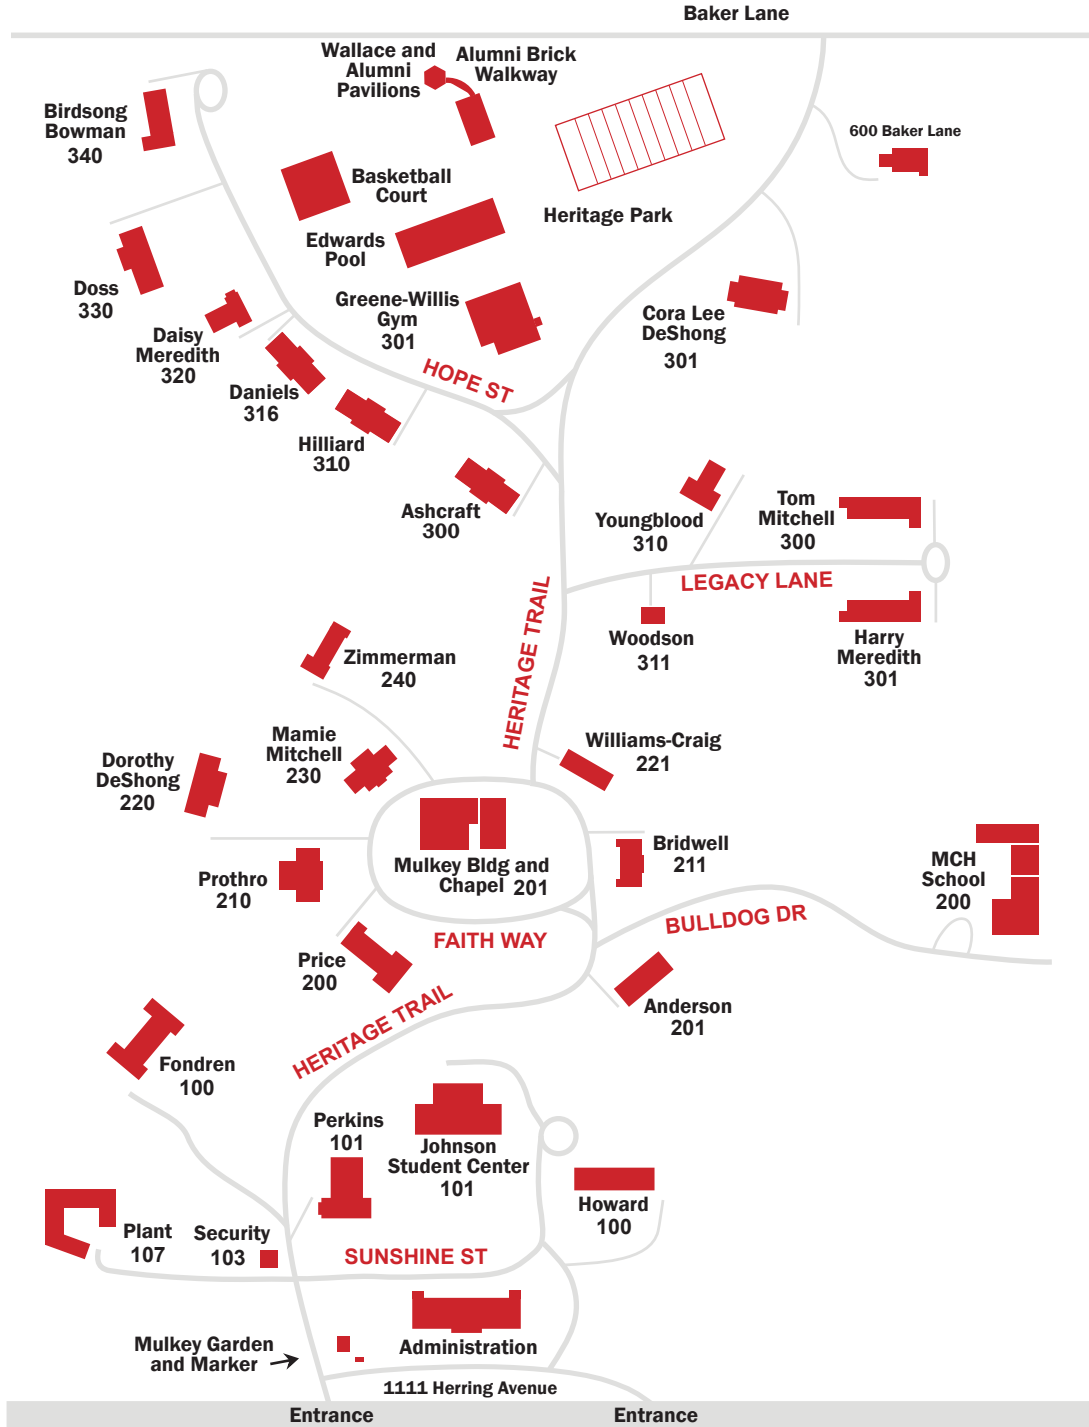 Baker Lane
Wallace and
Alumni
Pavilions
Alumni Brick
Walkway
Birdsong
Bowman
340
600 Baker Lane
Basketball
Court
Heritage Park
Edwards
Pool
Doss
330
Greene-Willis
Gym
301
Cora Lee
DeShong
301
Daisy
Meredith
320
Daniels
316
HOPE ST
Hilliard
310
Ashcraft
300
Youngblood
310
Tom
Mitchell
300
LEGACY LANE
HERITAGE TRAIL
Woodson
311
Harry
Meredith
301
Zimmerman
240
Mamie
Mitchell
230
Williams-Craig
221
Dorothy
DeShong
220
Mulkey Bldg and
Chapel 201
Bridwell
211
MCH
School
200
Prothro
210
BULLDOG DR
FAITH WAY
Price
200
Anderson
201
HERITAGE TRAIL
Fondren
100
Perkins
101
Johnson
Student Center
101
Howard
100
Plant
107
Security
103
SUNSHINE ST
Mulkey Garden
and Marker
Administration
1111 Herring Avenue
Entrance
Entrance